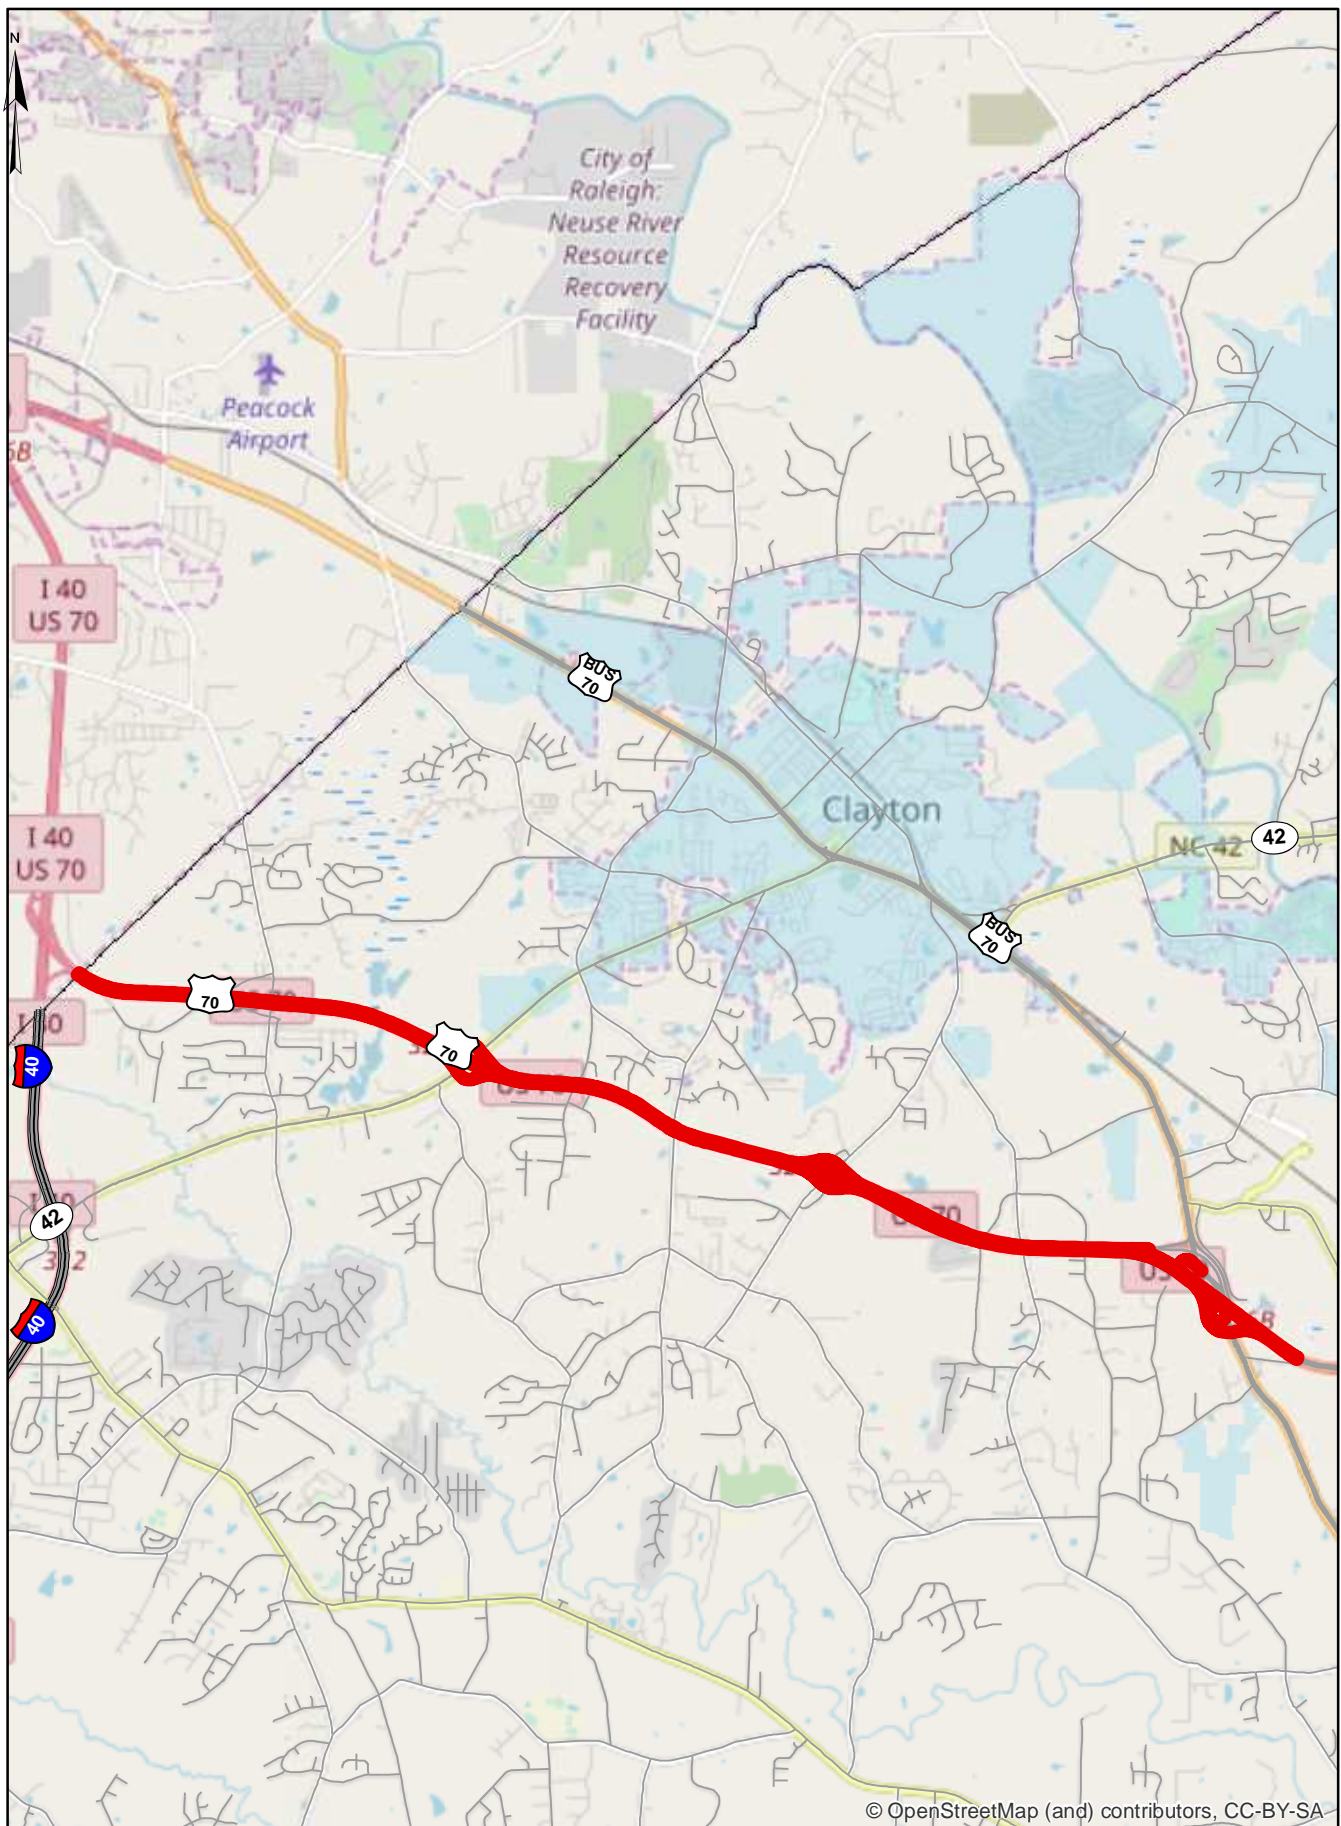 N
City of
Raleigh:
Neuse River
Resource
Recovery
Facility
Peacock
Airport
I 40
US 70
BUS
70
Clayton
I 40
US 70
NC 42
42
BUS
70
70
40
70
42
40
© OpenStreetMap (and) contributors, CC-BY-SA